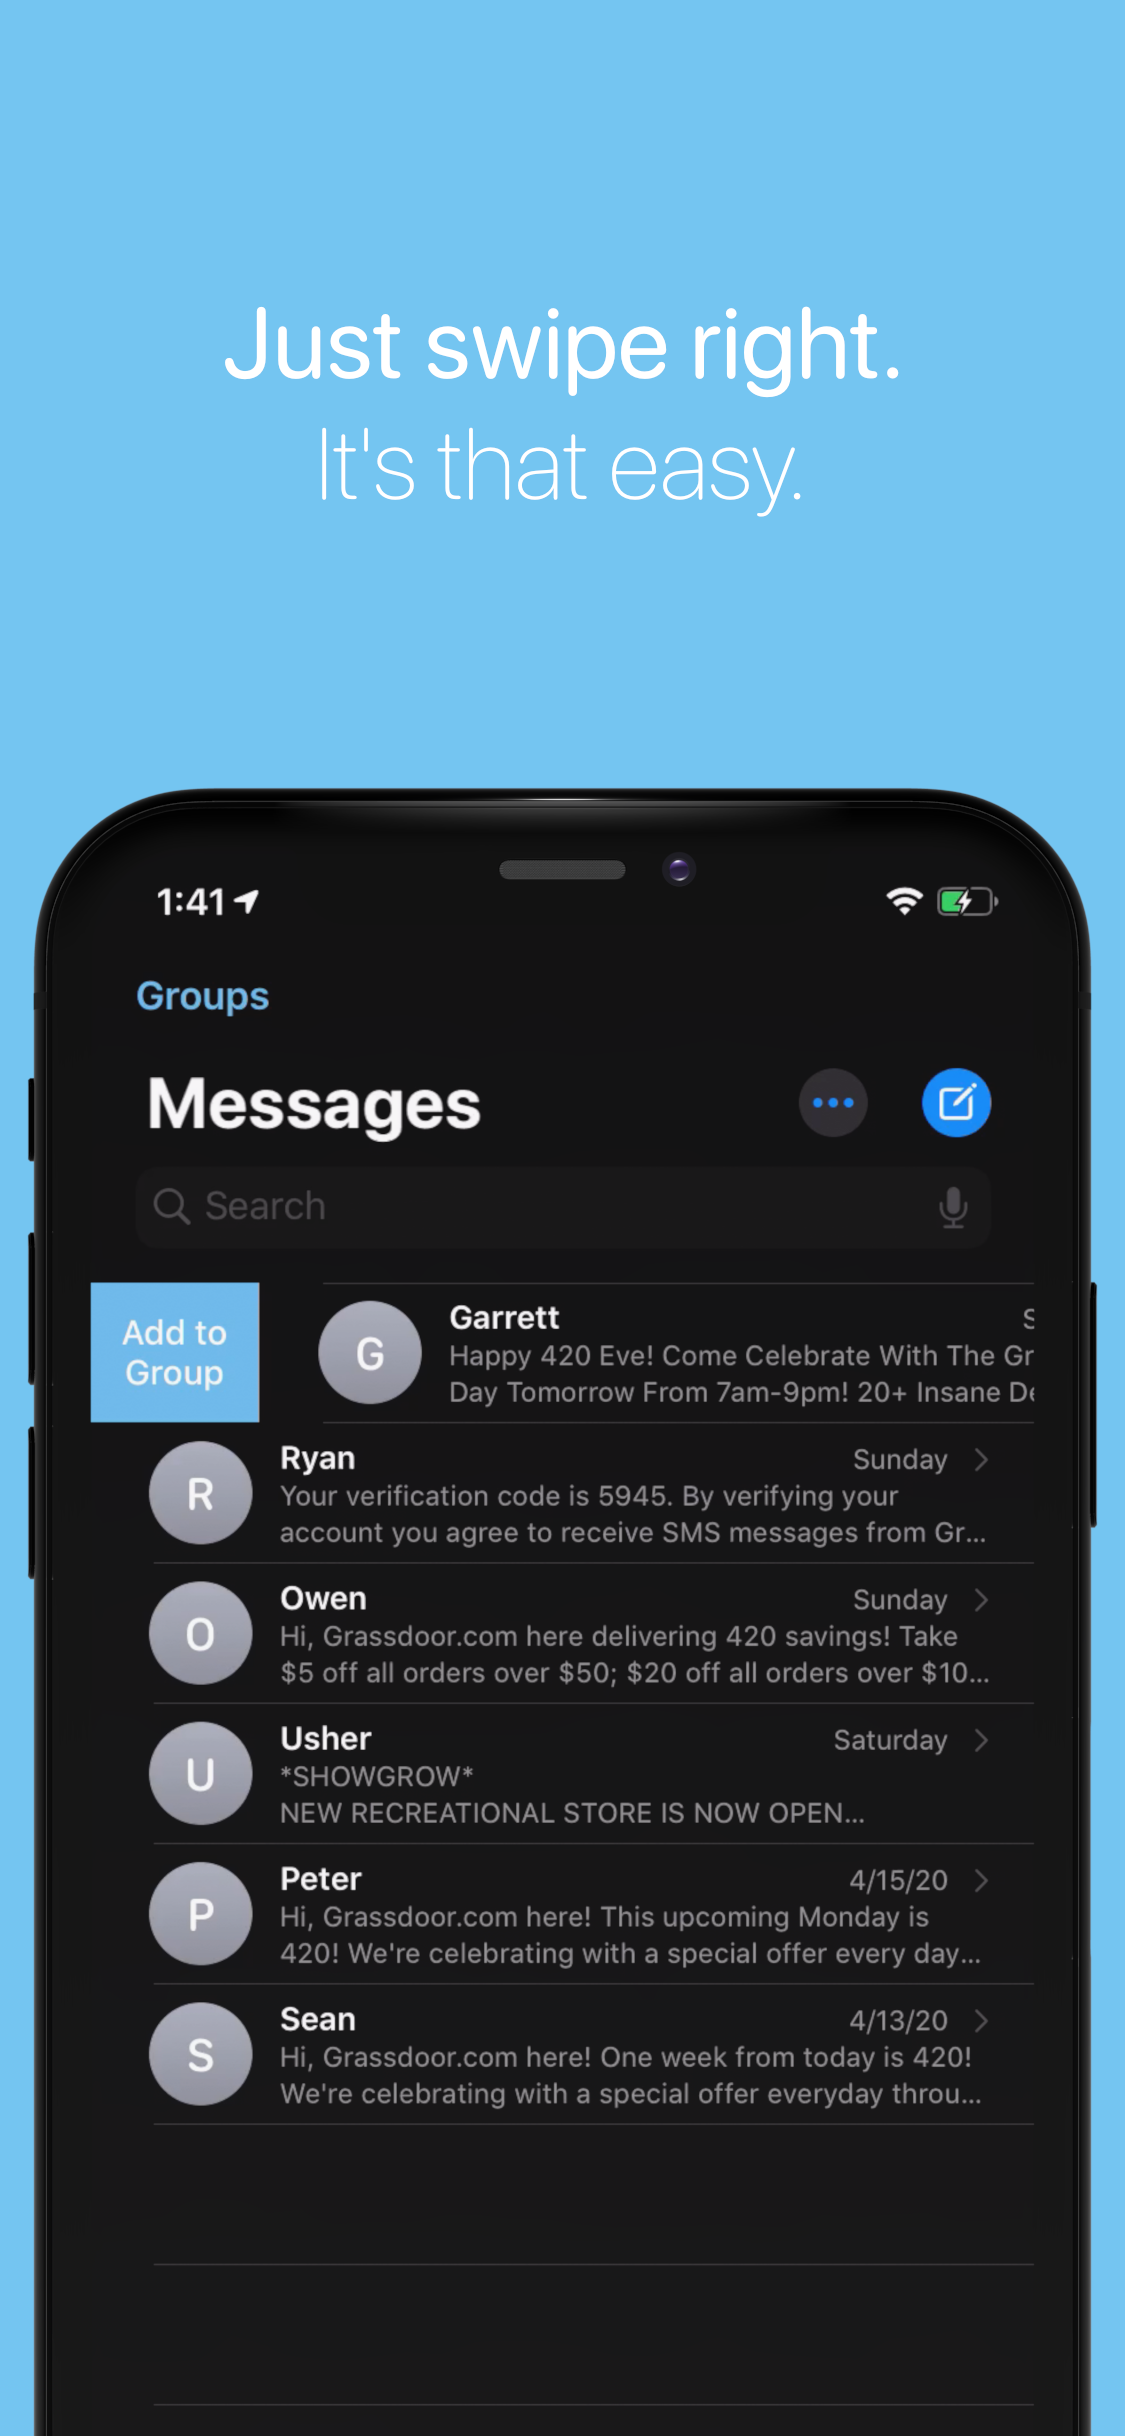 Just swipe right.
It's that easy.
1:41
Groups
Messages
Search
Add to
Group
G
Garrett
Happy 420 Eve! Come Celebrate With The
Day Tomorrow From 7am-9pm! 20+ Insane
R
Ryan
Sunday
Your verification code is 5945. By verifying your
account you agree to receive SMS messages from Gr...
O
Owen
Sunday
Hi, Grassdoor.com here delivering 420 savings! Take
$5 off all orders over $50; $20 off all orders over $10...
U
Usher
Saturday
*SHOWGROW*
NEW RECREATIONAL STORE IS NOW OPEN...
P
Peter
4/15/20
Hi, Grassdoor.com here! This upcoming Monday is
420! We're celebrating with a special offer every day...
S
Sean
4/13/20
Hi, Grassdoor.com here! One week from today is 420!
We're celebrating with a special offer everyday throu...